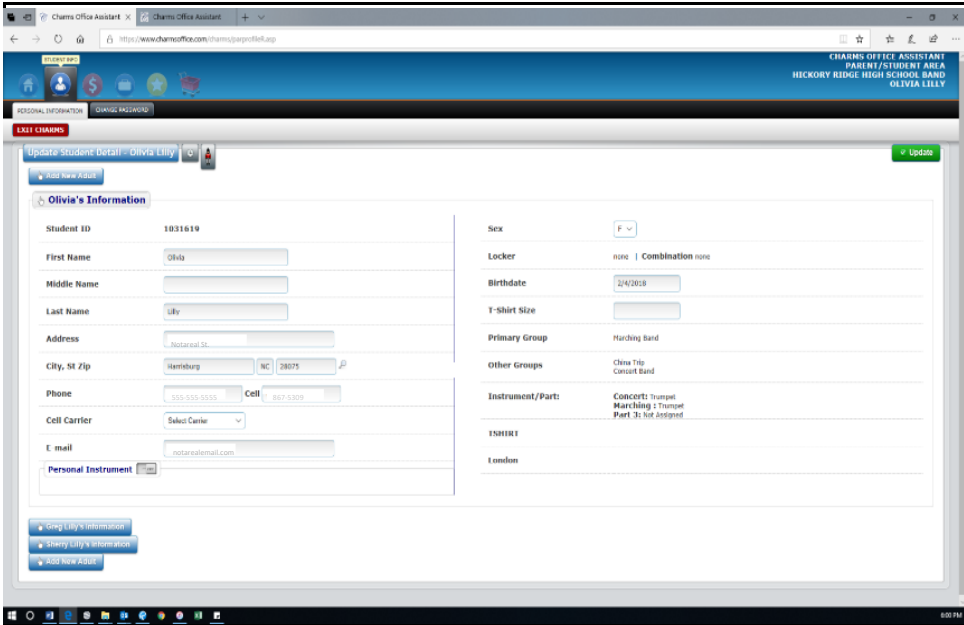 Charms Office Assistant
Charms Office Assistant
https://www.charmsoffice.com/charms/parprofileR.asp
STUDENT INFO
CHARMS OFFICE ASSISTANT
PARENT/STUDENT AREA
HICKORY RIDGE HIGH SCHOOL BAND
OLIVIA LILLY
PERSONAL INFORMATION CHANGE PASSWORD
EXIT CHARMS
Update Student Detail - Olivia Lilly
Update
Add New Adult
Olivia's Information
Student ID 1031619
First Name Olivia
Middle Name
Last Name Lilly
Address Notareal St.
City, St Zip Harrisburg NC 28075
Phone 555-555-5555 Cell 867-5309
Cell Carrier Select Carrier
E mail notarealemail.com
Personal Instrument
Sex F
Locker none | Combination none
Birthdate 2/4/2018
T-Shirt Size
Primary Group Marching Band
Other Groups China Trip
Concert Band
Instrument/Part: Concert: Trumpet
Marching : Trumpet
Part 3: Not Assigned
TSHIRT
London
Greg Lilly's Information
Sherry Lilly's Information
Add New Adult
8:00 PM